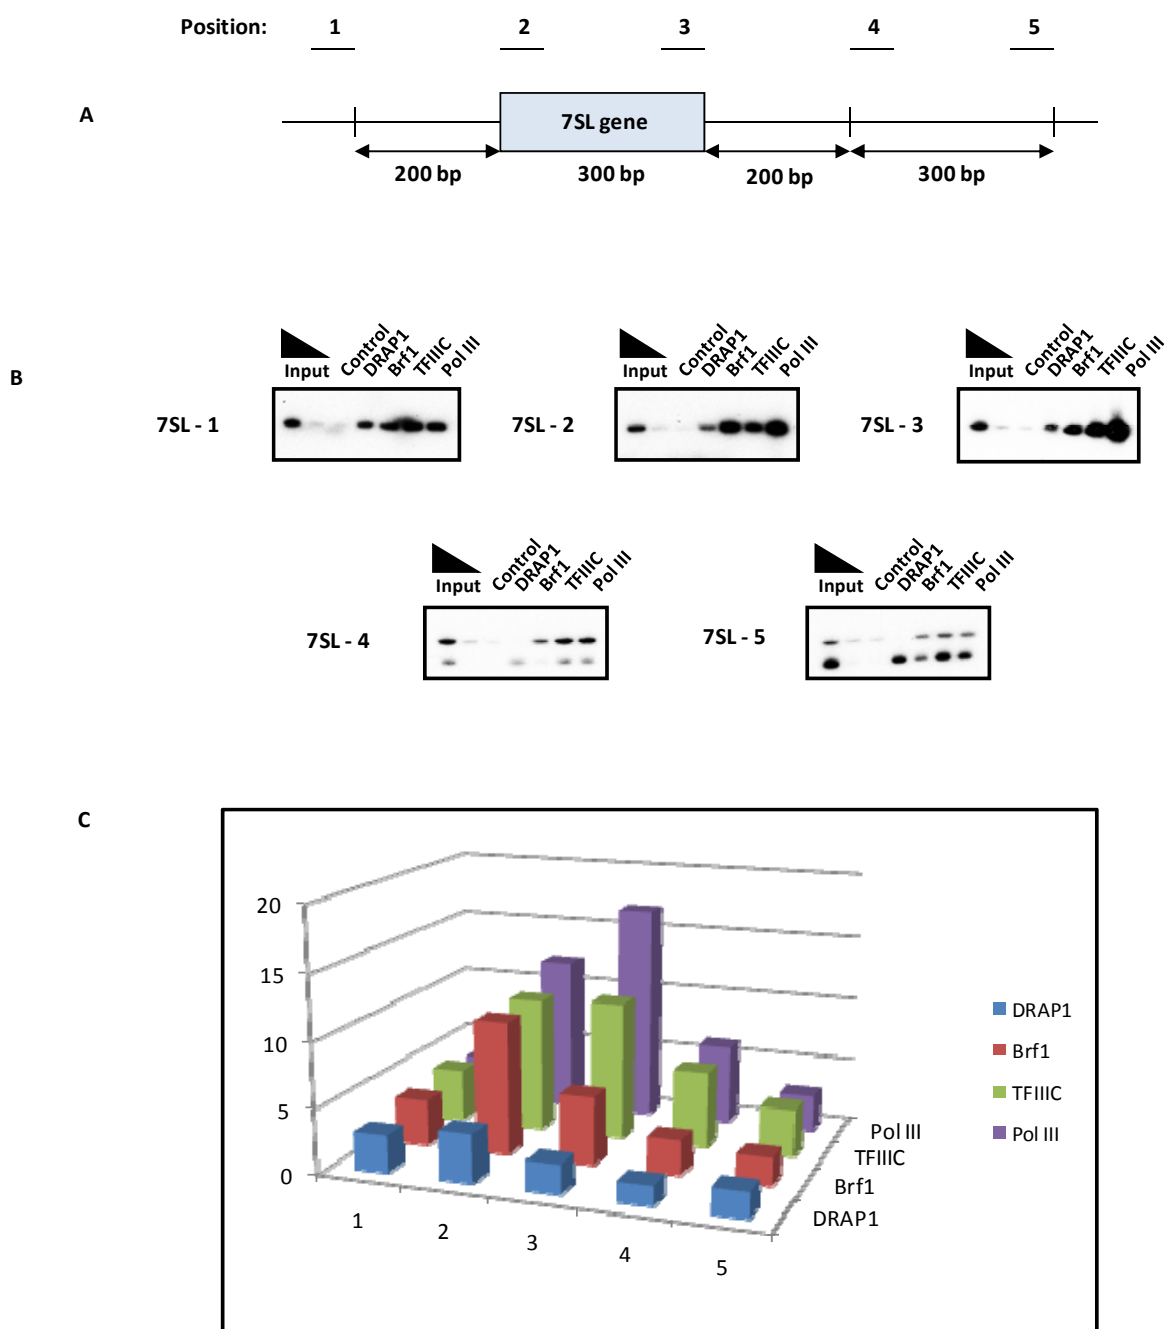 Position: 1 2 3 4 5
A
7SL gene
200 bp 300 bp 200 bp 300 bp
B
Input Control DRAP1 Brf1 TFIIIC Pol III
7SL - 1
Input Control DRAP1 Brf1 TFIIIC Pol III
7SL - 2
Input Control DRAP1 Brf1 TFIIIC Pol III
7SL - 3
Input Control DRAP1 Brf1 TFIIIC Pol III
7SL - 4
Input Control DRAP1 Brf1 TFIIIC Pol III
7SL - 5
C
20
15
10
5
0
1 2 3 4 5
Pol III
TFIIIC
Brf1
DRAP1
DRAP1
Brf1
TFIIIC
Pol III